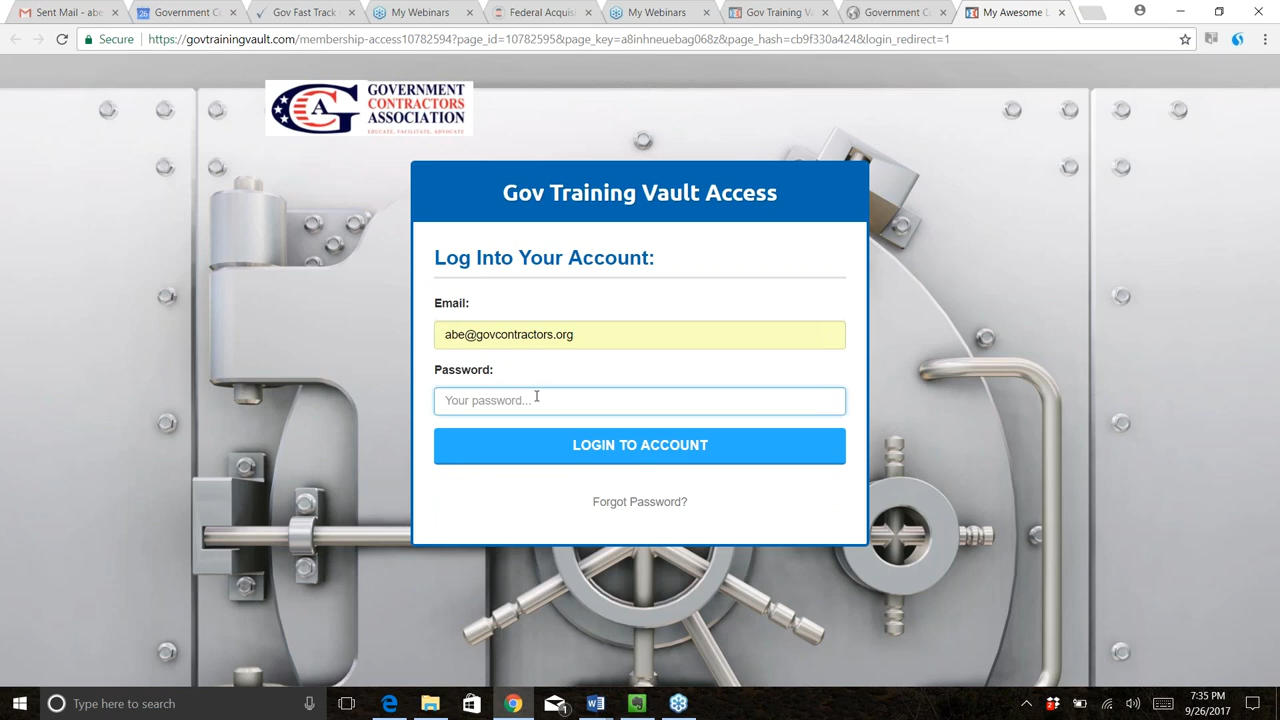 Sent Mail - abe
Government C
Gov Fast Track
My Webinars
Federal Acquisi
My Webinars
Gov Training V
Government C
My Awesome
Secure
https://govtrainingvault.com/membership-access10782594?page_id=10782595&page_key=a8inhneuebag068z&page_hash=cb9f330a424&login_redirect=1
GOVERNMENT
CONTRACTORS
ASSOCIATION
EDUCATE, FACILITATE, ADVOCATE
Gov Training Vault Access
Log Into Your Account:
Email:
abe@govcontractors.org
Password:
Your password...
LOGIN TO ACCOUNT
Forgot Password?
Type here to search
7:35 PM
9/26/2017